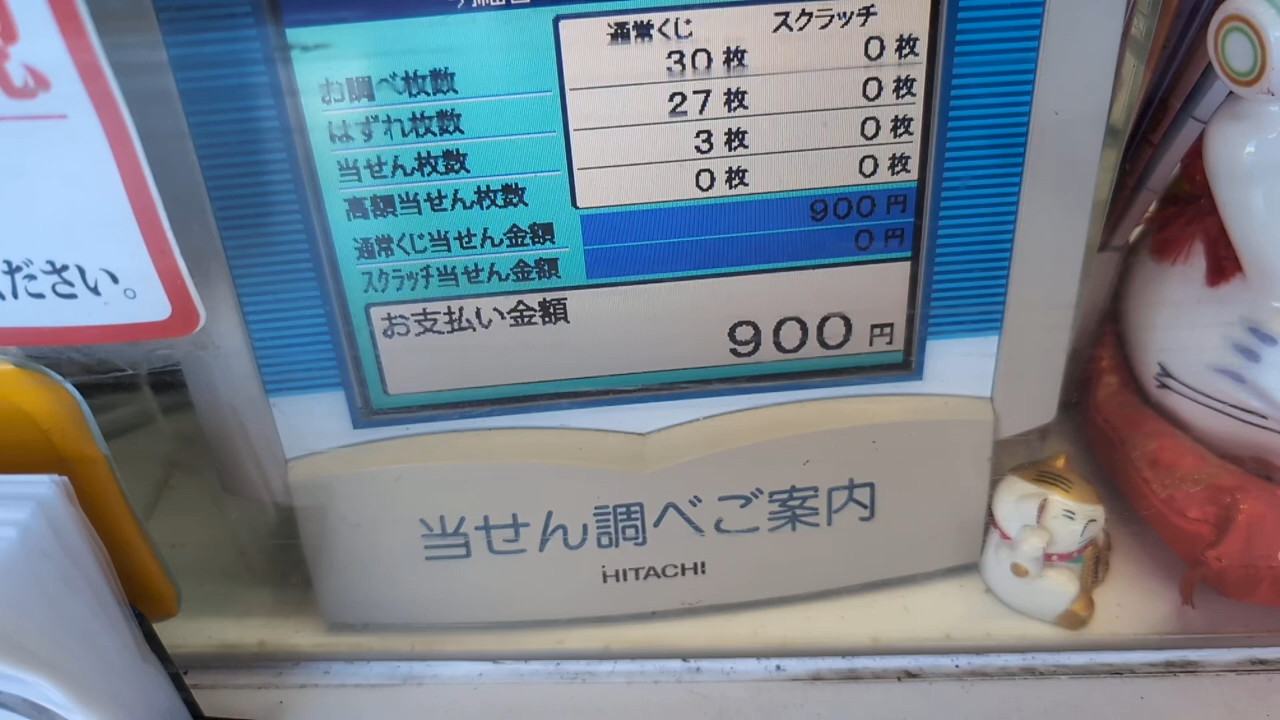 通常くじ スクラッチ
お調べ枚数 30枚 0枚
はずれ枚数 27枚 0枚
当せん枚数 3枚 0枚
高額当せん枚数 0枚 0枚
通常くじ当せん金額 900円
スクラッチ当せん金額 0円
お支払い金額 900円
ださい。
当せん調べご案内
HITACHI